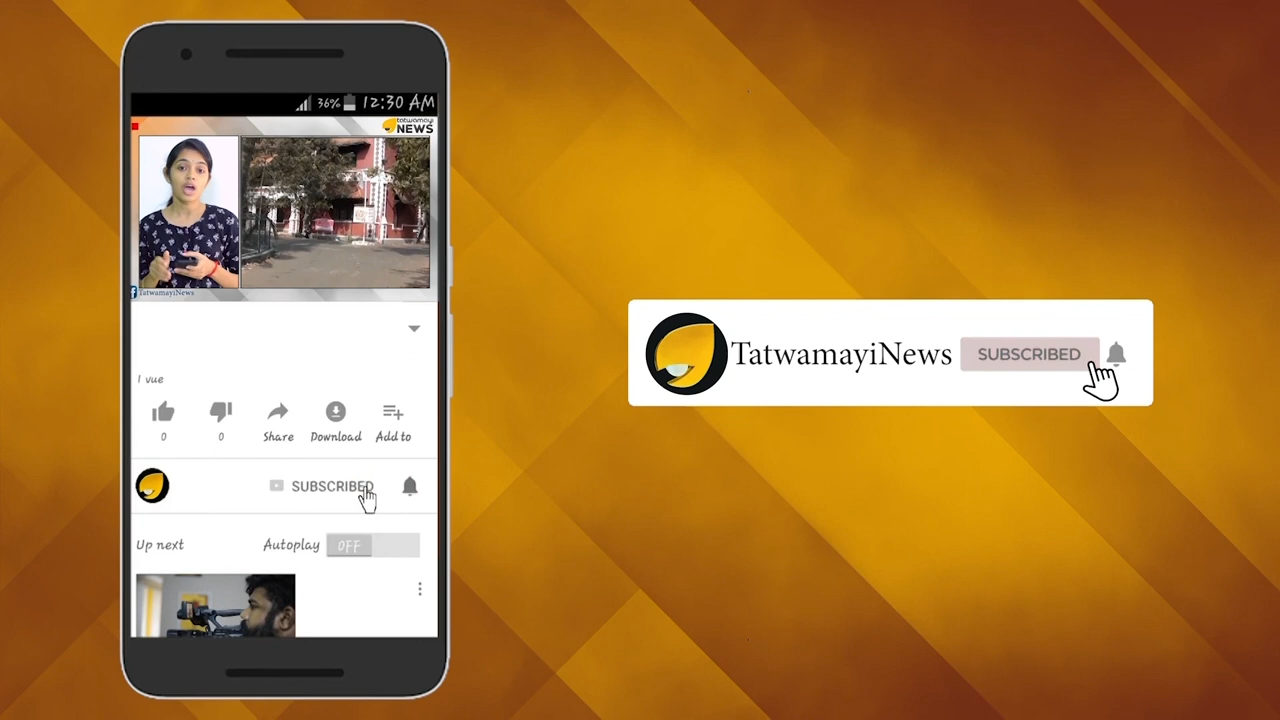 36% 12:30 AM
tatwamayi
NEWS
TatwamayiNews
1 vue
0 0 Share Download Add to
SUBSCRIBED
Up next Autoplay OFF
TatwamayiNews SUBSCRIBED